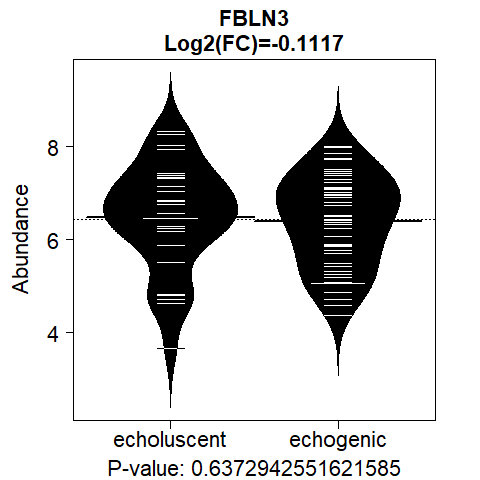 FBLN3
Log2(FC)=-0.1117
Abundance
8
6
4
echoluscent echogenic
P-value: 0.6372942551621585